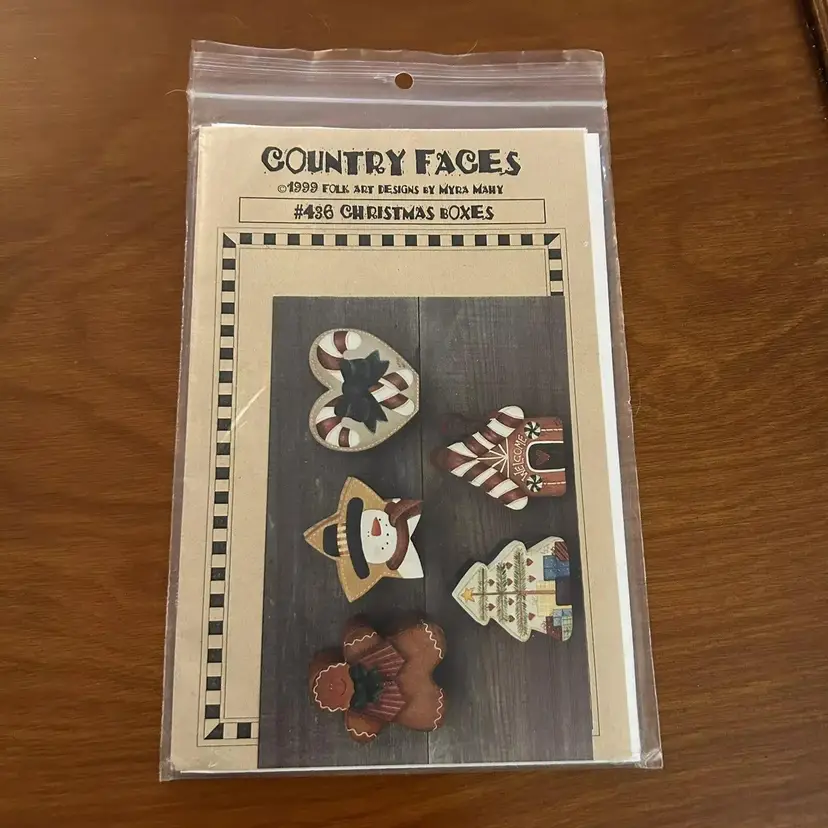 COUNTRY FACES
©1999 FOLK ART DESIGNS BY MYRA MAHY
#436 CHRISTMAS BOXES
WELCOME